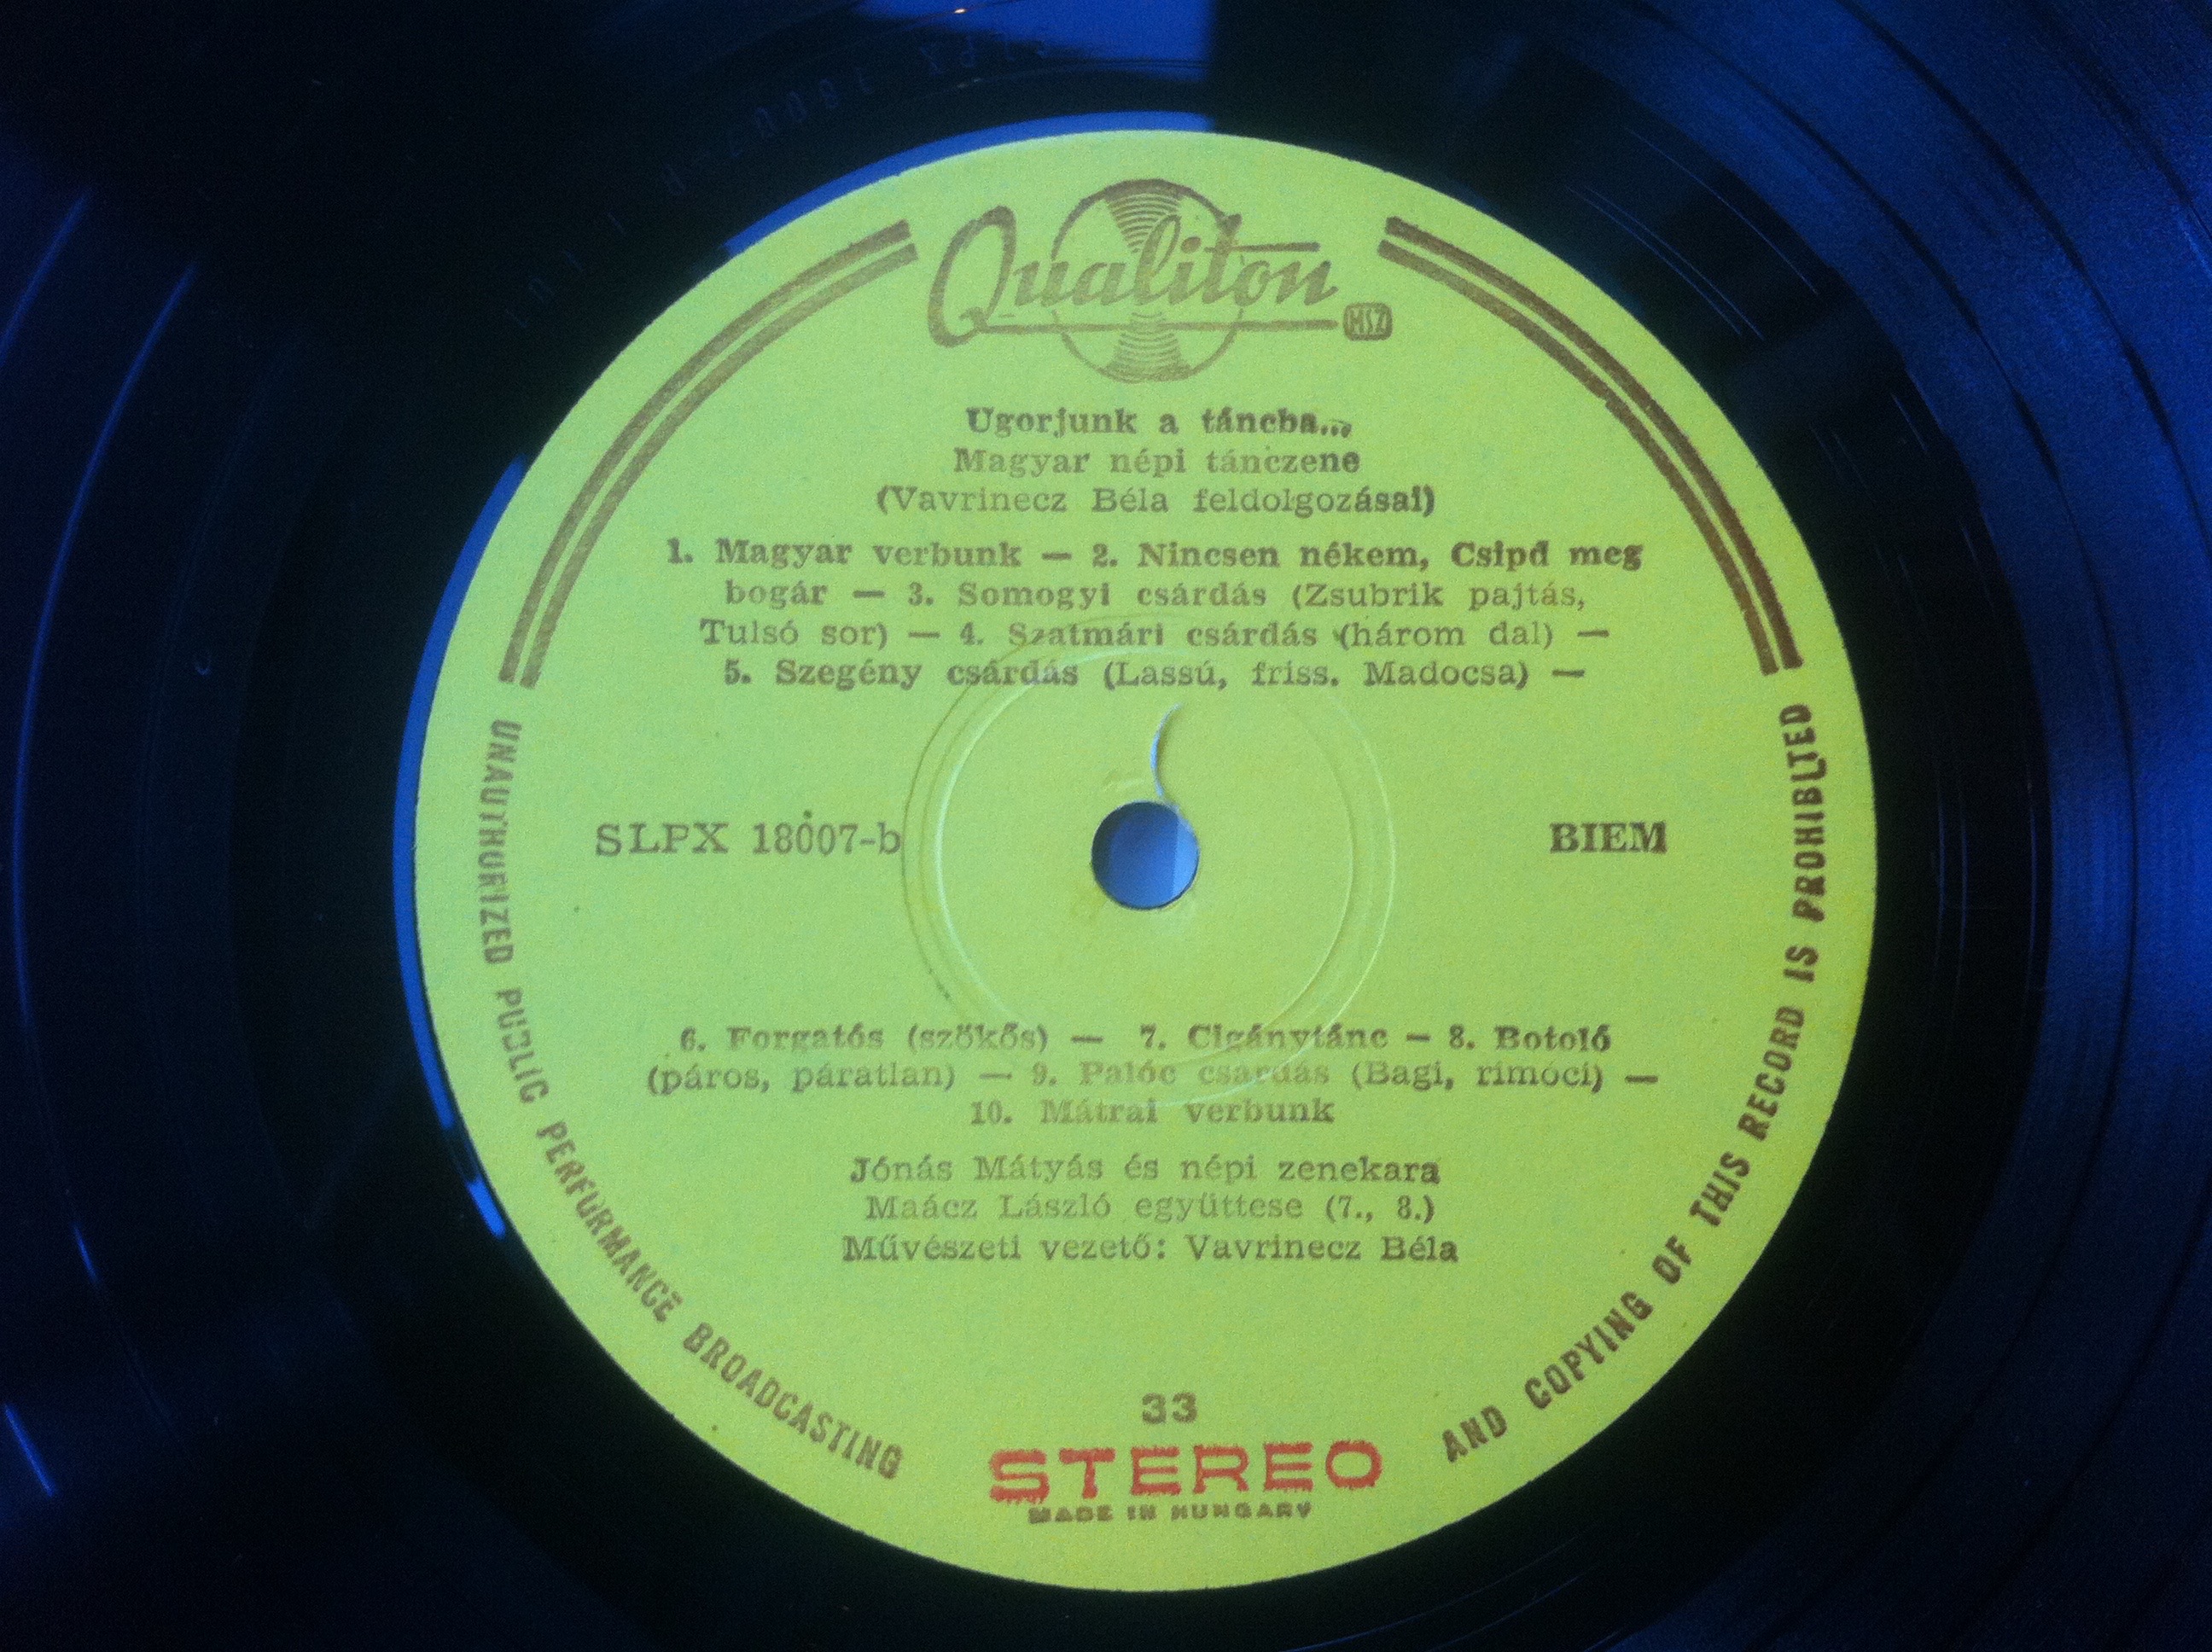 Qualiton
MSZ
Ugorjunk a táncba...
Magyar népi tánczene
(Vavrinecz Béla feldolgozásai)
1. Magyar verbunk — 2. Nincsen nékem, Csipd meg
bogár — 3. Somogyi csárdás (Zsubrik pajtás,
Tulsó sor) — 4. Szatmári csárdás (három dal) —
5. Szegény csárdás (Lassú, friss. Madocsa) —
SLPX 18007-b
BIEM
6. Forgatós (szökős) — 7. Cigánytánc — 8. Botoló
(páros, páratlan) — 9. Palóc csárdás (Bagi, rimóci) —
10. Mátrai verbunk
Jónás Mátyás és népi zenekara
Maácz László együttese (7., 8.)
Művészeti vezető: Vavrinecz Béla
33
STEREO
MADE IN HUNGARY
UNAUTHORIZED PUBLIC PERFORMANCE BROADCASTING AND COPYING OF THIS RECORD IS PROHIBITED